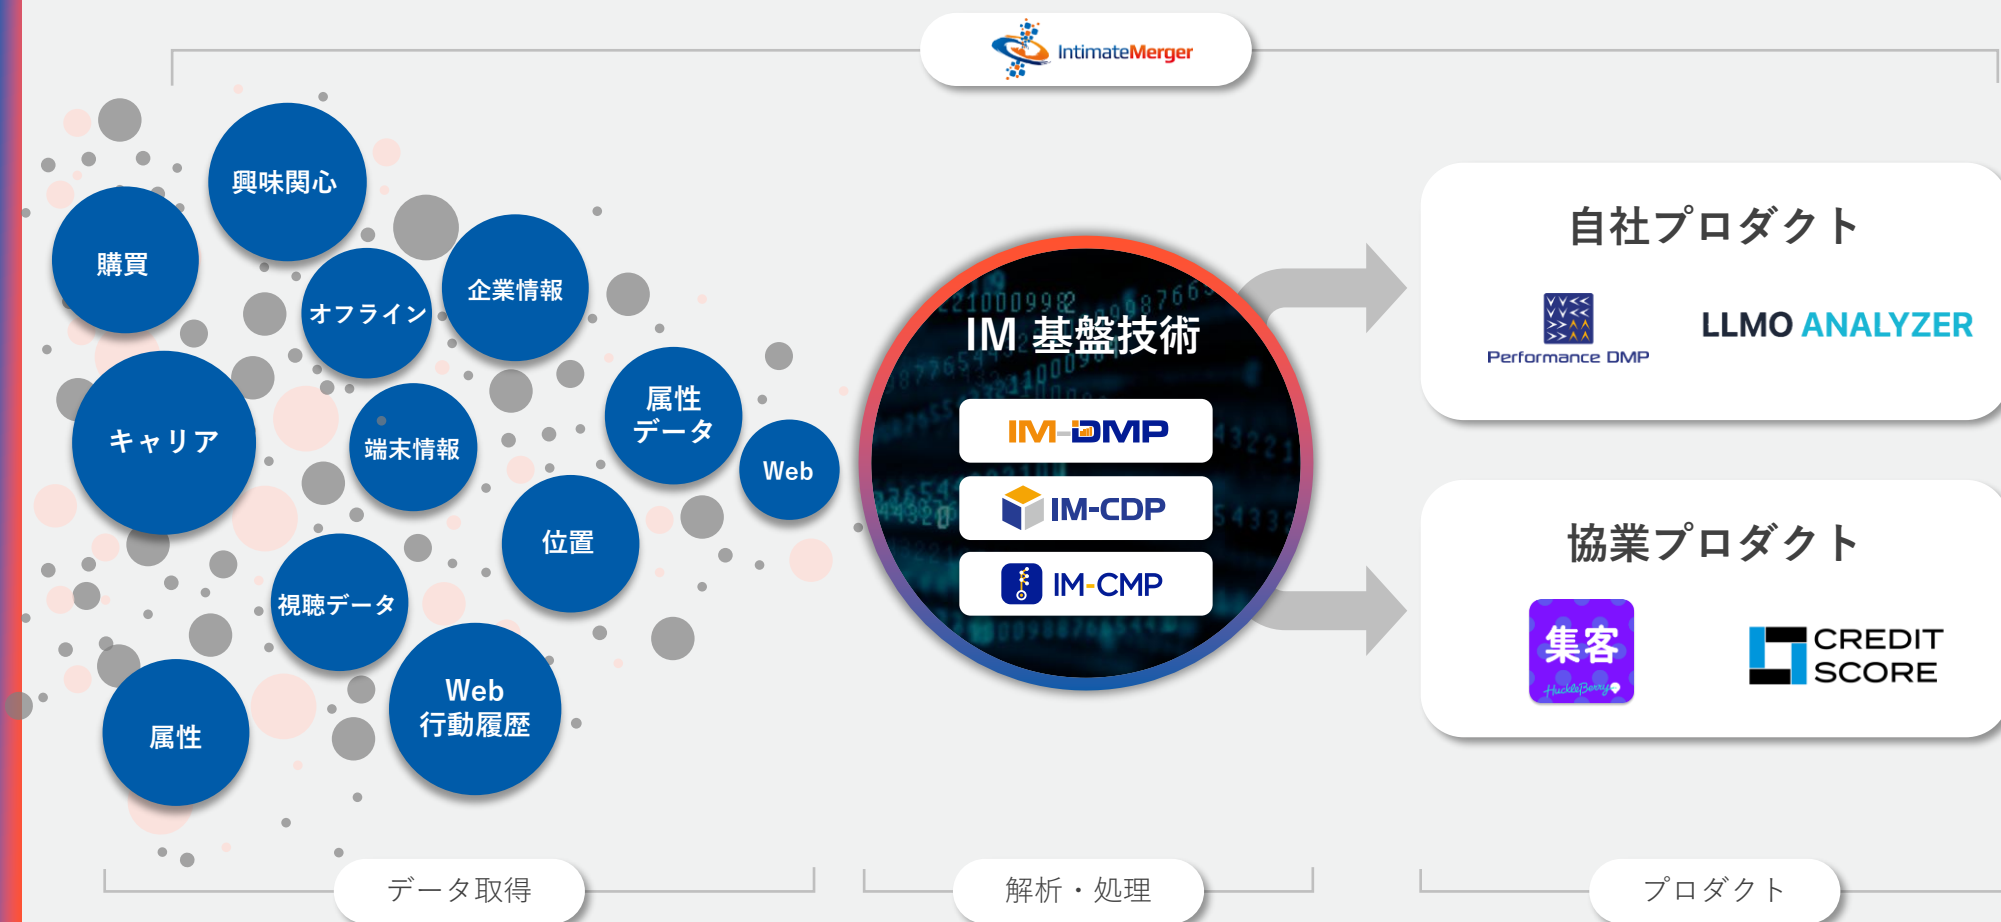 IntimateMerger
興味関心
購買
オフライン
企業情報
キャリア
端末情報
属性
データ
Web
位置
視聴データ
Web
行動履歴
属性
IM 基盤技術
IM-DMP
IM-CDP
IM-CMP
自社プロダクト
Performance DMP
LLMO ANALYZER
協業プロダクト
集客
HuckleBerry
CREDIT
SCORE
データ取得
解析・処理
プロダクト